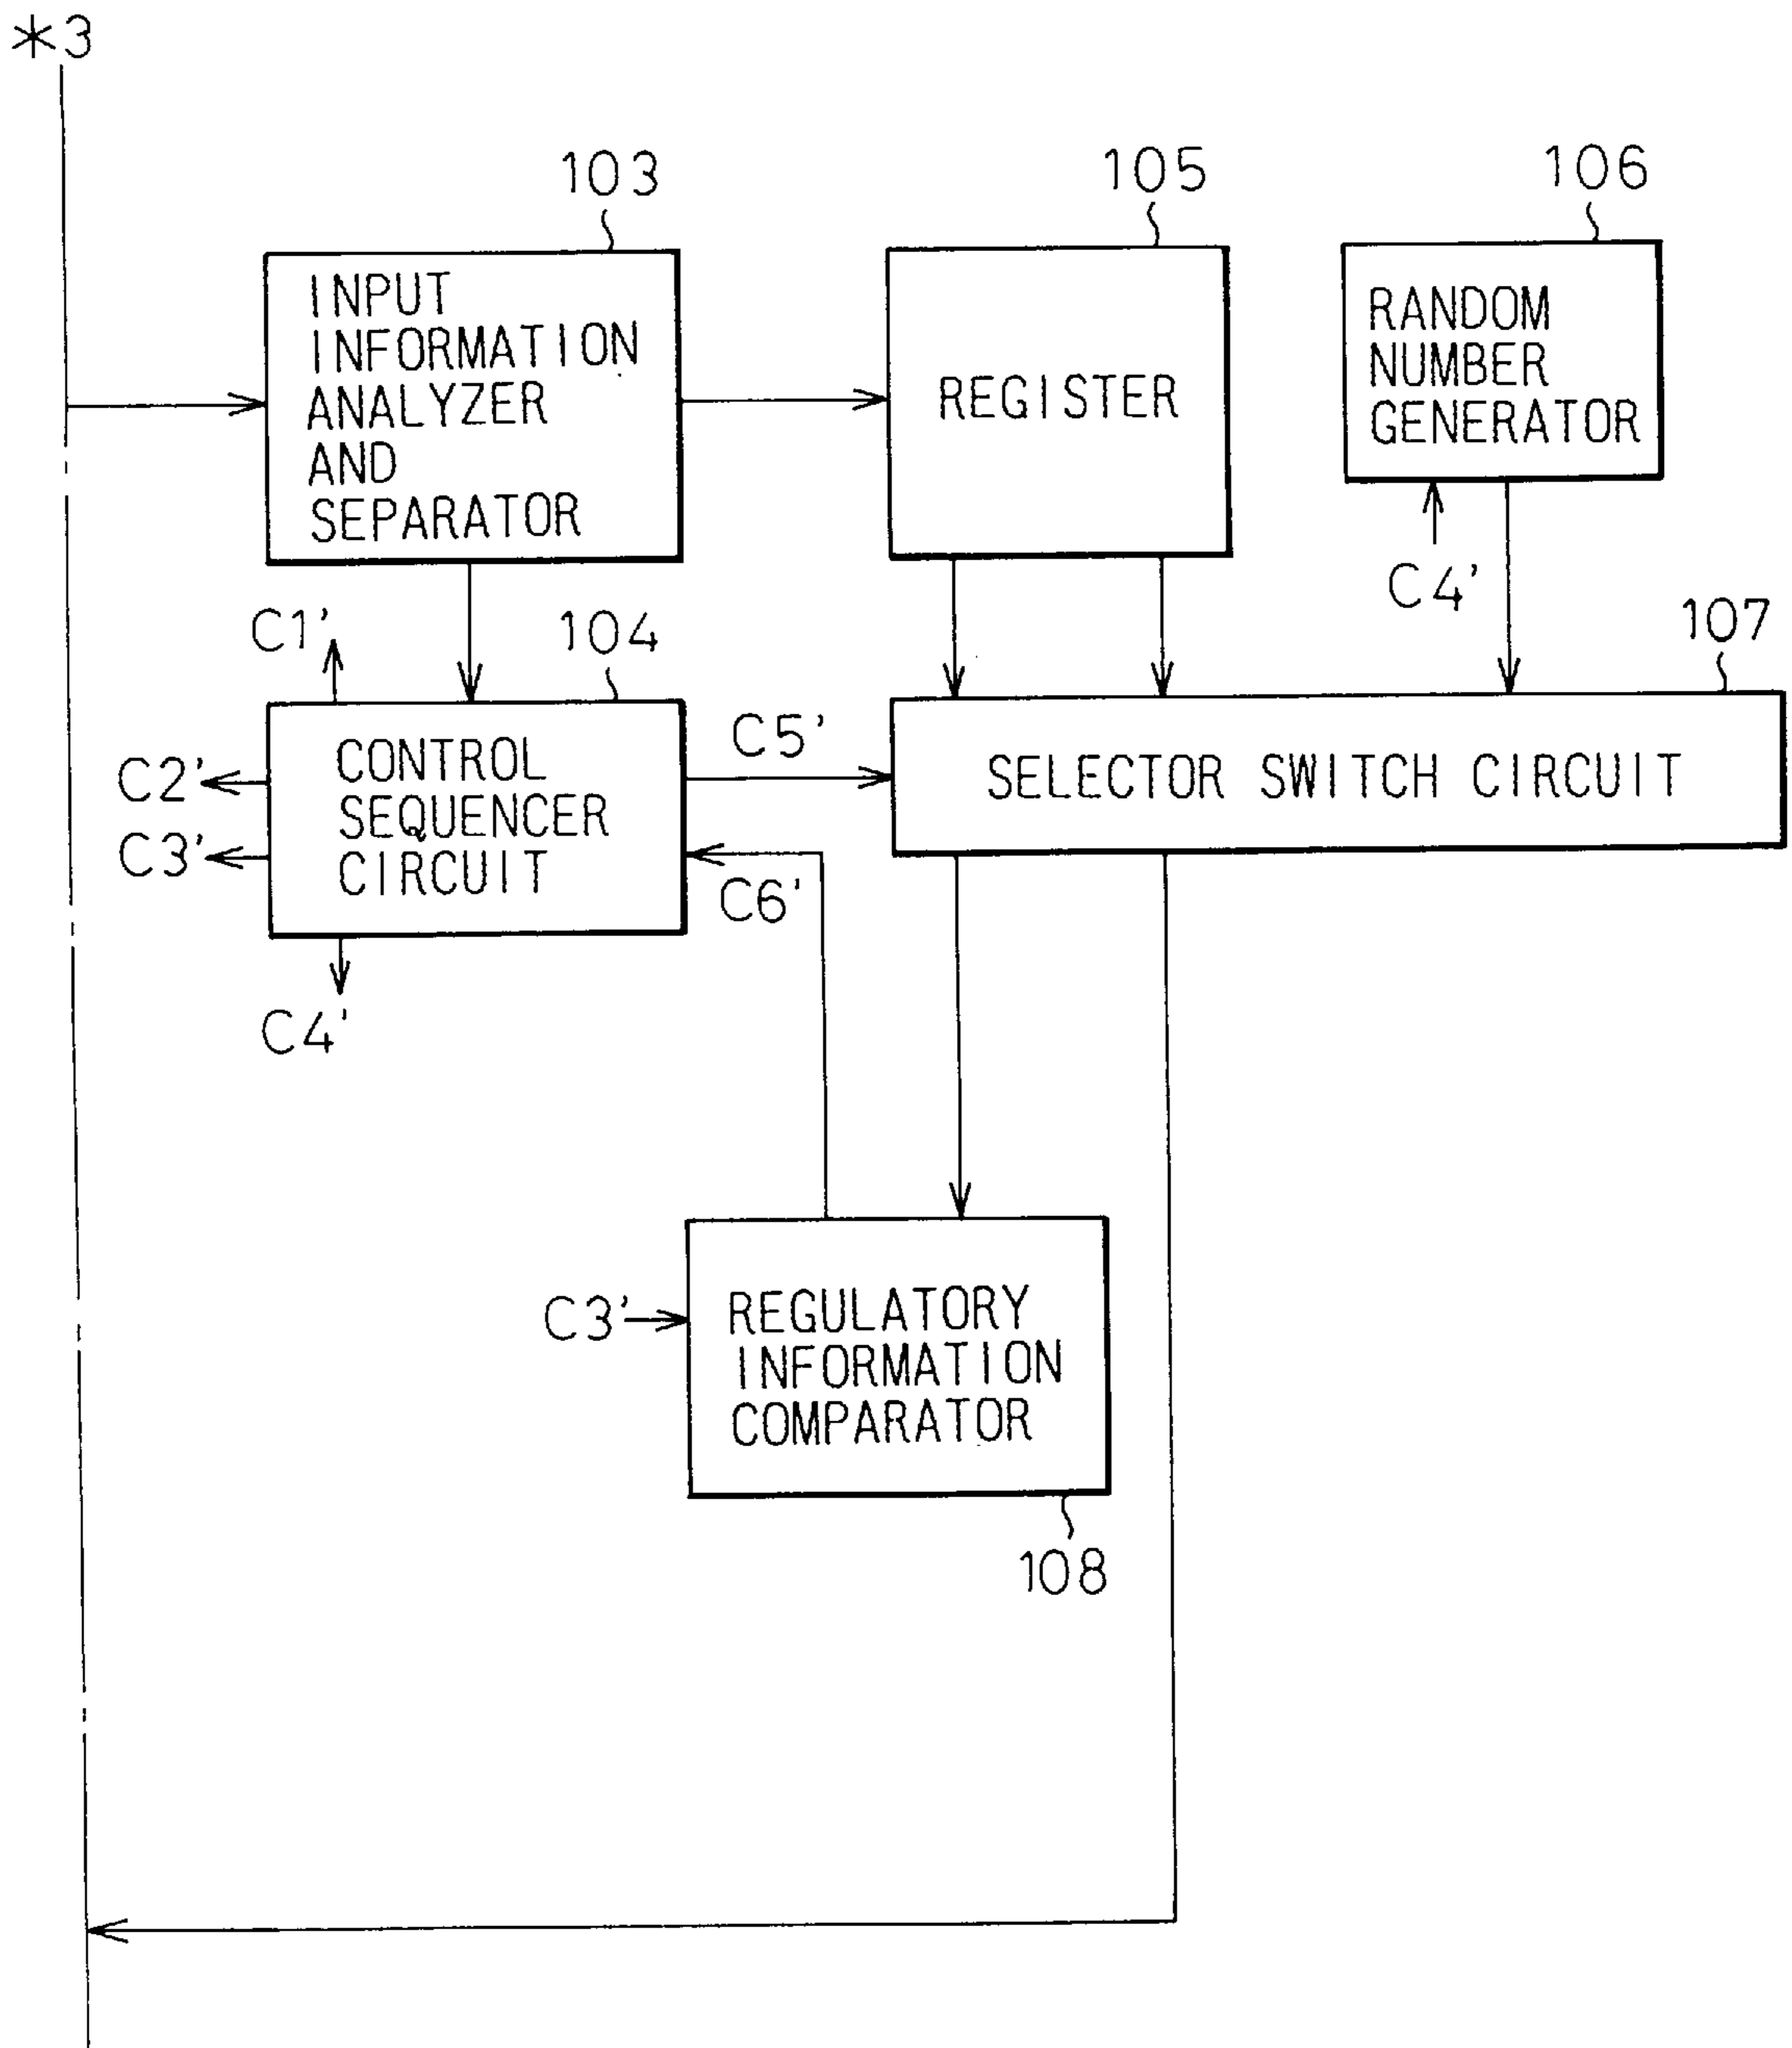 *3
103
105
106
INPUT
INFORMATION
ANALYZER
AND
SEPARATOR
REGISTER
RANDOM
NUMBER
GENERATOR
C4'
C1'
104
107
C2'
C3'
CONTROL
SEQUENCER
CIRCUIT
C5'
SELECTOR SWITCH CIRCUIT
C6'
C4'
C3'
REGULATORY
INFORMATION
COMPARATOR
108